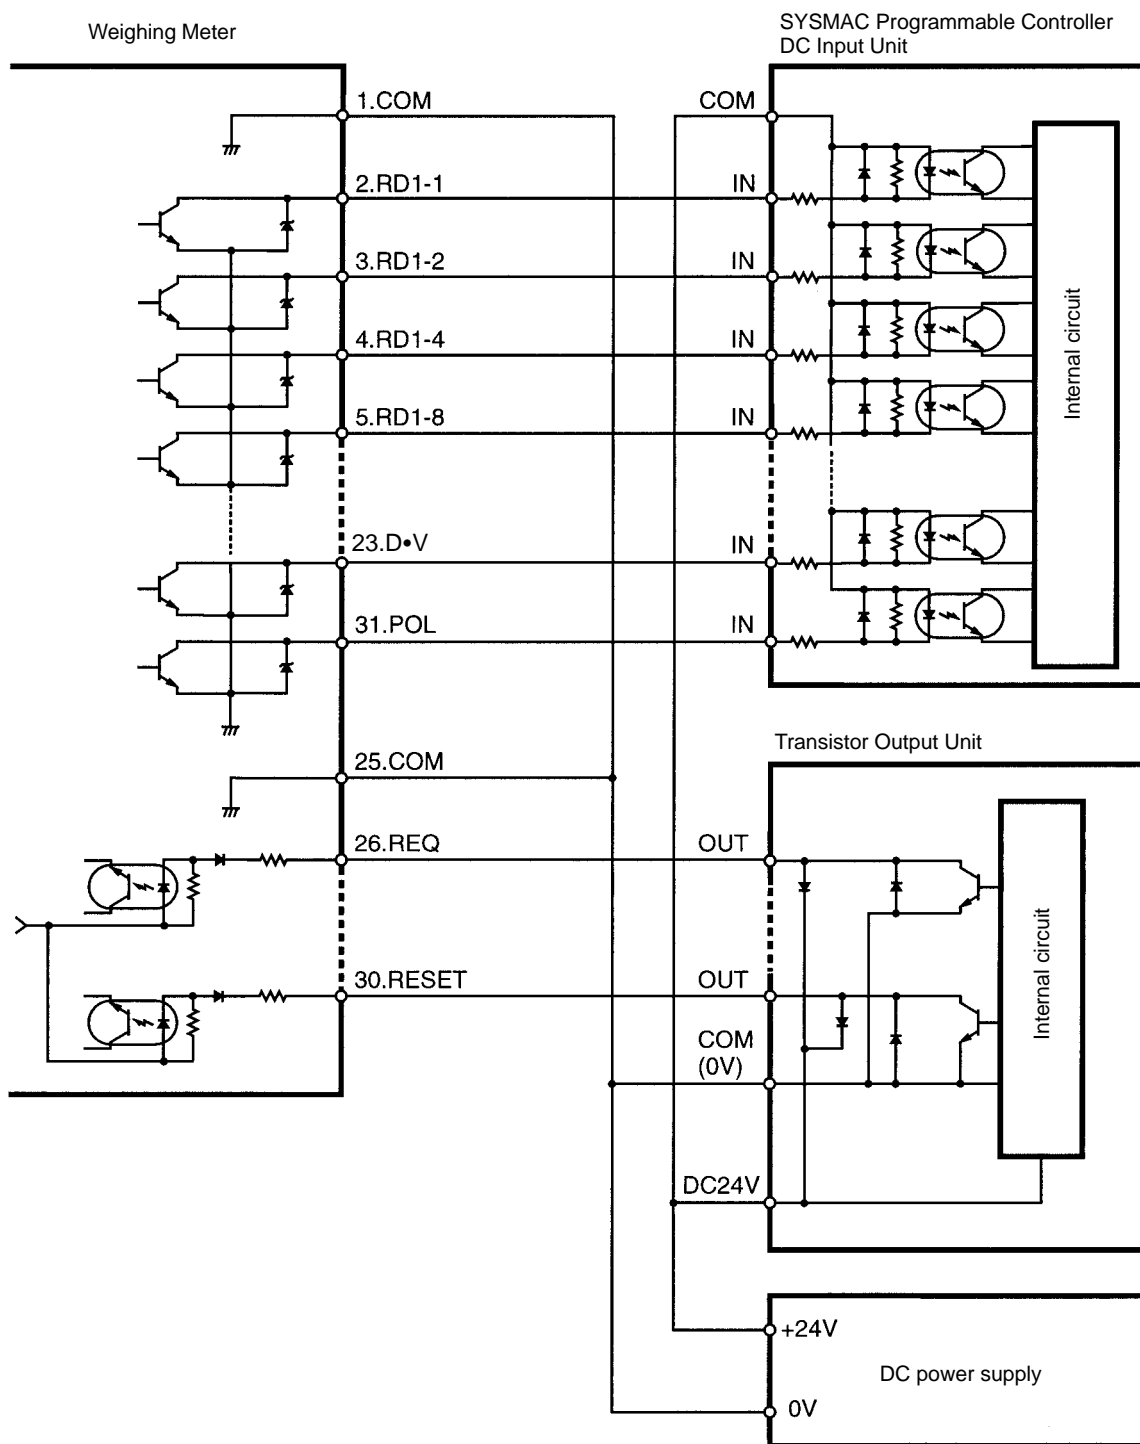 Weighing Meter
SYSMAC Programmable Controller
DC Input Unit
1.COM
COM
2.RD1-1
IN
3.RD1-2
IN
4.RD1-4
IN
5.RD1-8
IN
Internal circuit
23.D•V
IN
31.POL
IN
Transistor Output Unit
25.COM
26.REQ
OUT
Internal circuit
30.RESET
OUT
COM
(0V)
DC24V
+24V
DC power supply
0V